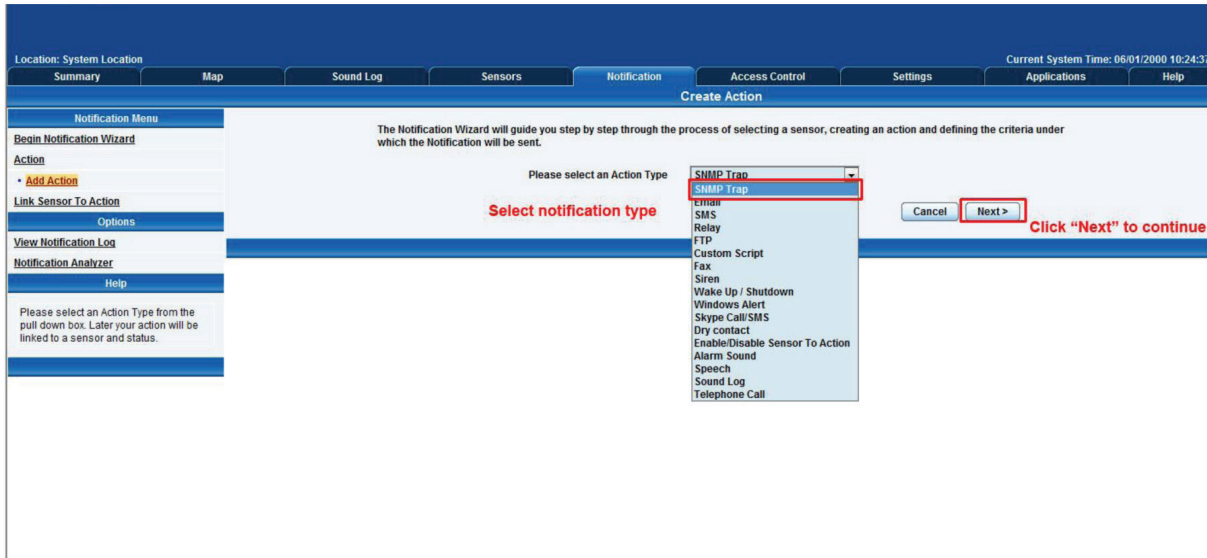 Location: System Location
Current System Time: 06/01/2000 10:24:37
Summary Map Sound Log Sensors Notification Access Control Settings Applications Help
Create Action
Notification Menu
Begin Notification Wizard
Action
• Add Action
Link Sensor To Action
Options
View Notification Log
Notification Analyzer
Help
Please select an Action Type from the
pull down box. Later your action will be
linked to a sensor and status.
The Notification Wizard will guide you step by step through the process of selecting a sensor, creating an action and defining the criteria under
which the Notification will be sent.
Please select an Action Type SNMP Trap
Select notification type
SNMP Trap
Email
SMS
Relay
FTP
Custom Script
Fax
Siren
Wake Up / Shutdown
Windows Alert
Skype Call/SMS
Dry contact
Enable/Disable Sensor To Action
Alarm Sound
Speech
Sound Log
Telephone Call
Cancel Next >
Click “Next” to continue